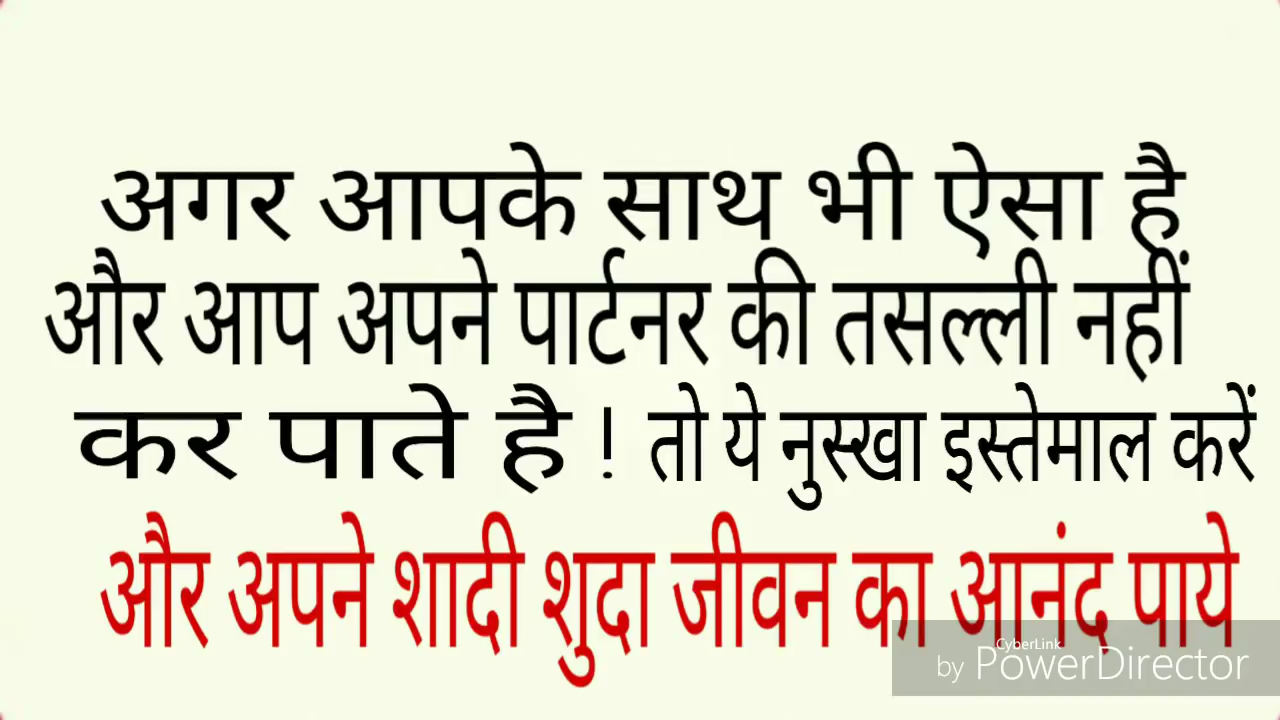 अगर आपके साथ भी ऐसा है
और आप अपने पार्टनर की तसल्ली नहीं
कर पाते है ! तो ये नुस्खा इस्तेमाल करें
और अपने शादी शुदा जीवन का आनंद पाये
CyberLink
by PowerDirector